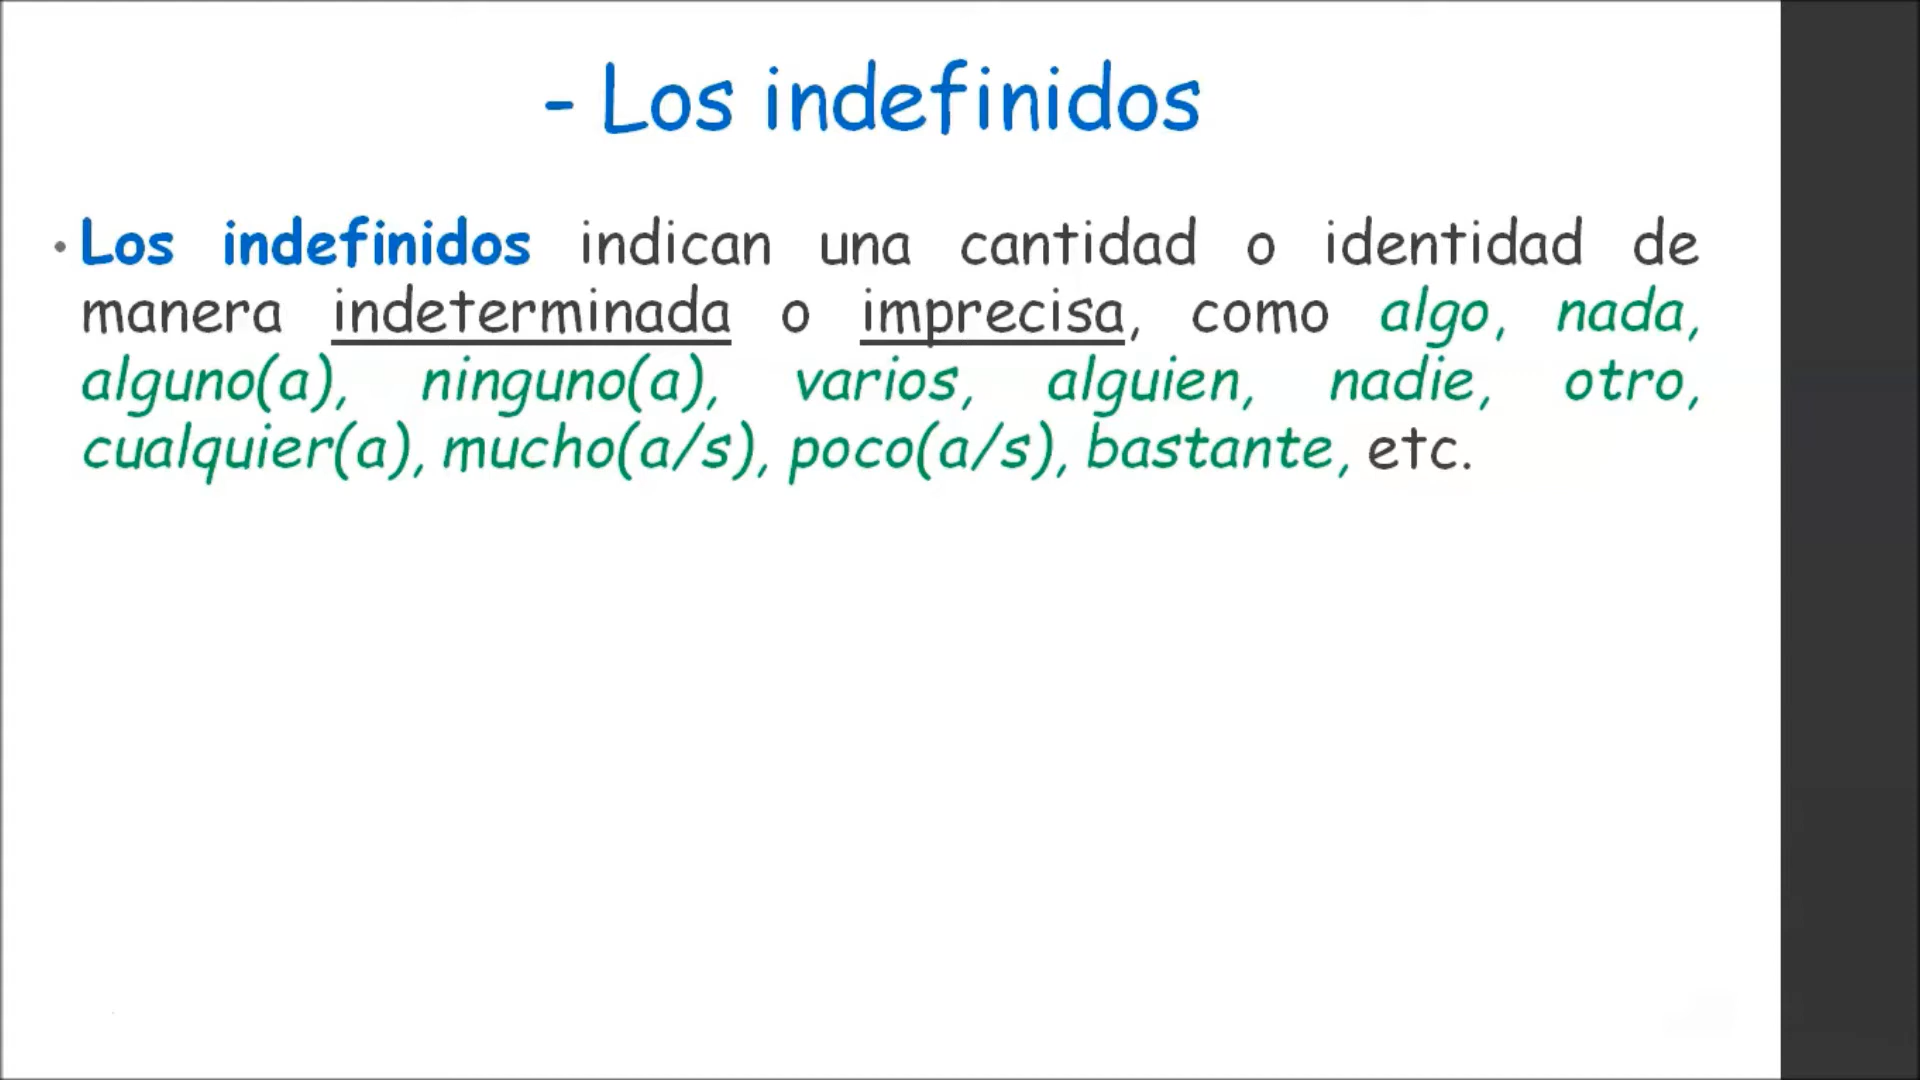 - Los indefinidos
• Los indefinidos indican una cantidad o identidad de
manera indeterminada o imprecisa, como algo, nada,
alguno(a), ninguno(a), varios, alguien, nadie, otro,
cualquier(a), mucho(a/s), poco(a/s), bastante, etc.